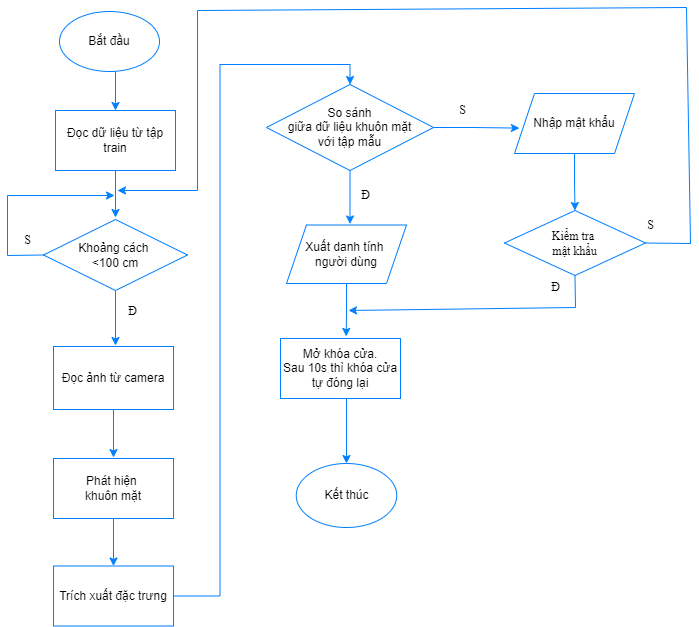 Bắt đầu
Đọc dữ liệu từ tập
train
Khoảng cách
<100 cm
S
Đ
Đọc ảnh từ camera
Phát hiện
khuôn mặt
Trích xuất đặc trưng
So sánh
giữa dữ liệu khuôn mặt
với tập mẫu
S
Đ
Nhập mật khẩu
Kiểm tra
mật khẩu
S
Đ
Xuất danh tính
người dùng
Mở khóa cửa.
Sau 10s thì khóa cửa
tự đóng lại
Kết thúc